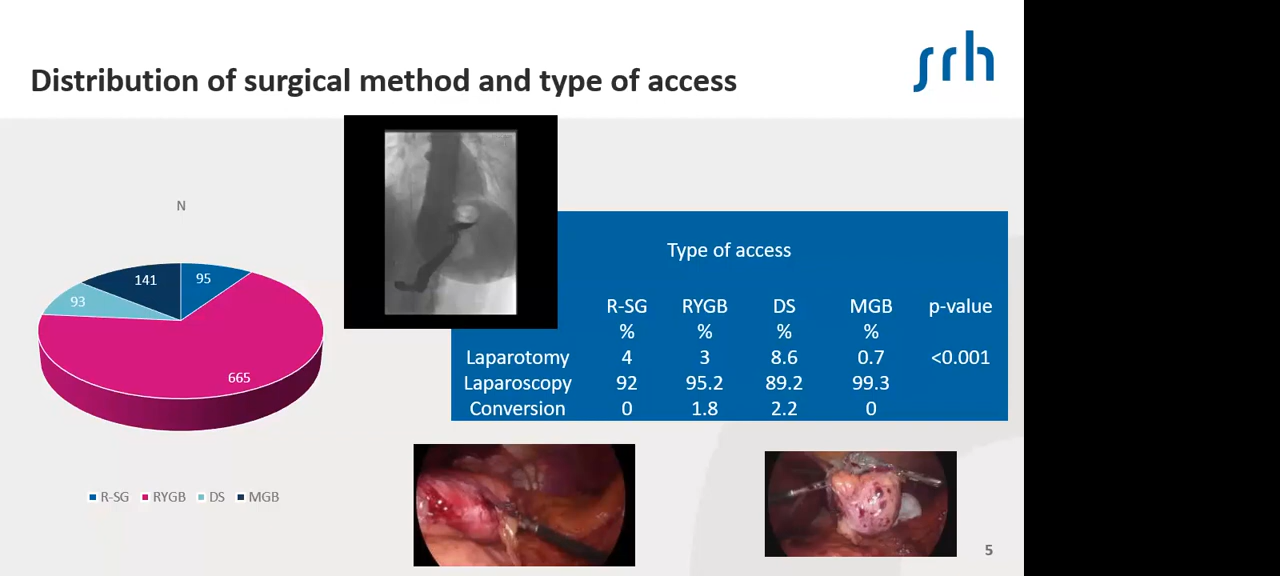 srh
Distribution of surgical method and type of access
N
141
95
93
665
R-SG RYGB DS MGB
Type of access
R-SG RYGB DS MGB p-value
% % % %
Laparotomy 4 3 8.6 0.7 <0.001
Laparoscopy 92 95.2 89.2 99.3
Conversion 0 1.8 2.2 0
5